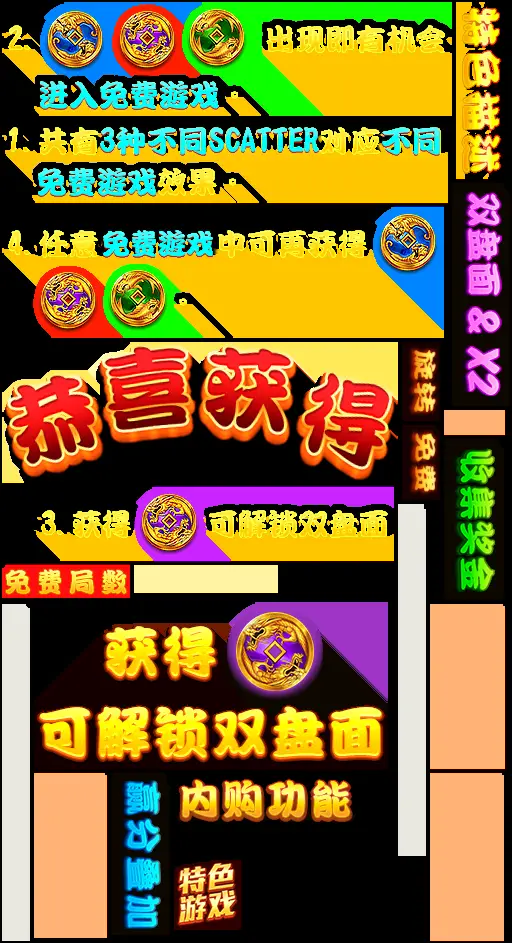 2. 出现即有机会
进入免费游戏。
特色描述
1. 共有3种不同SCATTER对应不同
免费游戏效果。
双盘面 & X2
4. 任意免费游戏中可再获得
。
恭喜获得
旋转
免费
收集奖金
3. 获得 可解锁双盘面
免费局数
获得
可解锁双盘面
赢分叠加
内购功能
特色
游戏